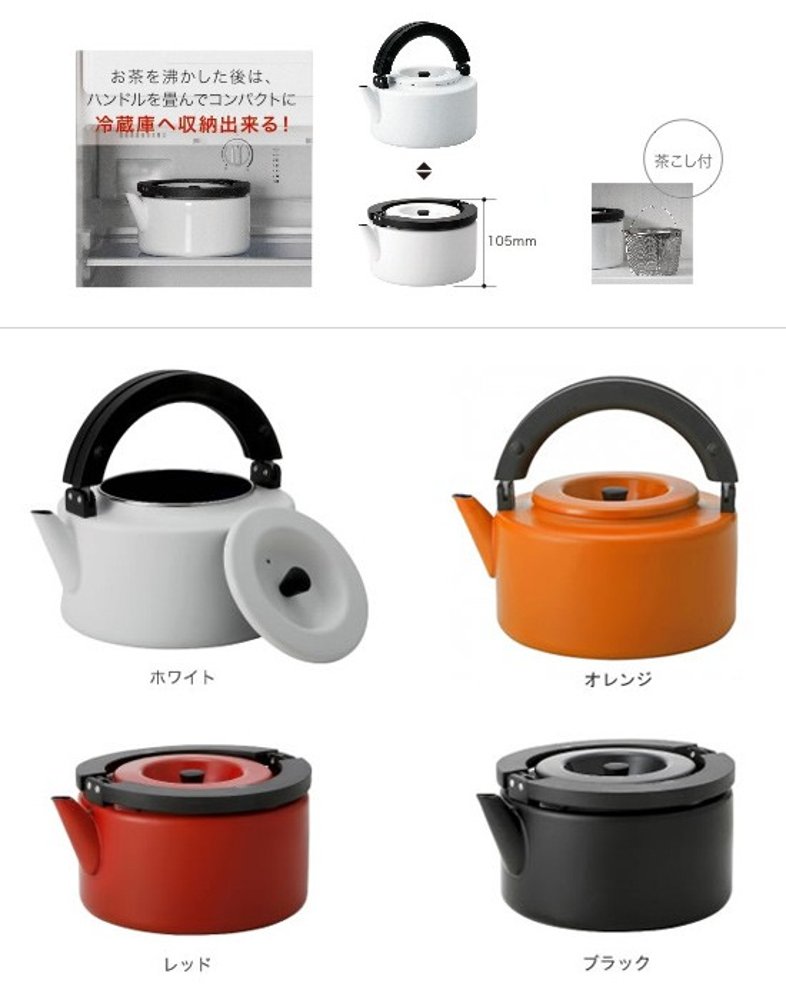 お茶を沸かした後は、
ハンドルを畳んでコンパクトに
冷蔵庫へ収納出来る!
105mm
茶こし付
ホワイト
オレンジ
レッド
ブラック